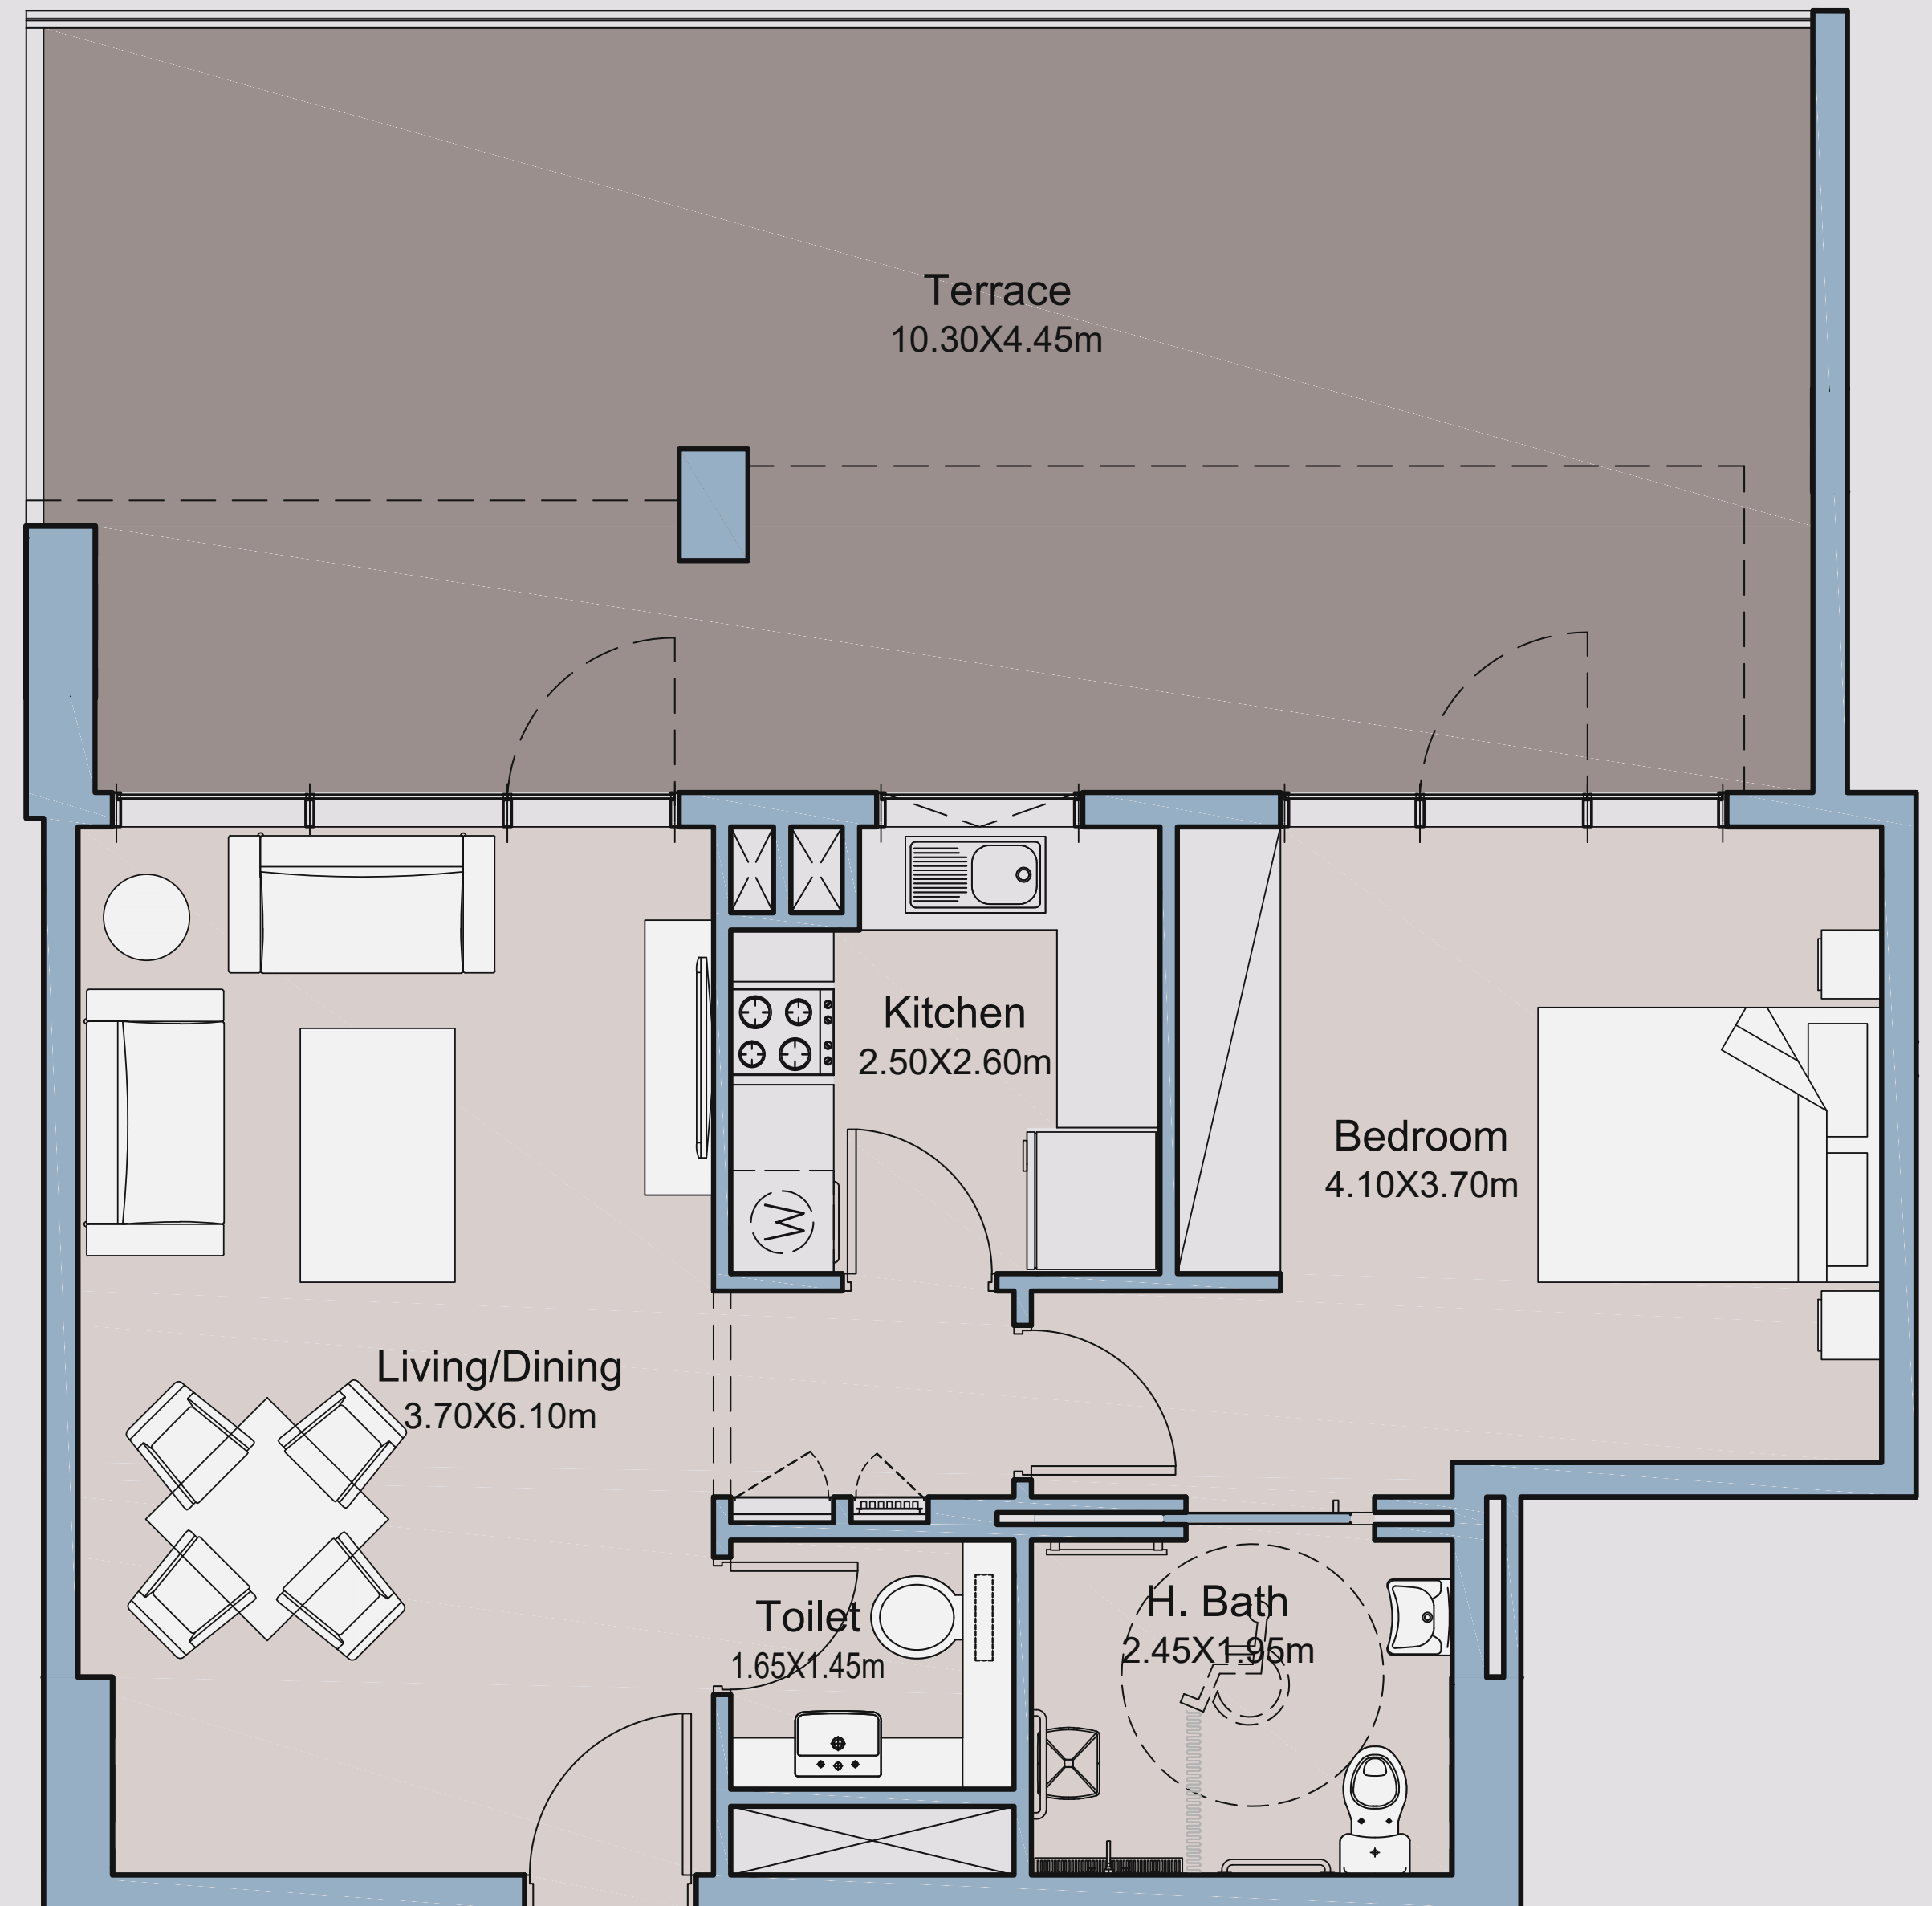 Terrace
10.30X4.45m
Kitchen
2.50X2.60m
Bedroom
4.10X3.70m
W
Living/Dining
3.70X6.10m
Toilet
1.65X1.45m
H. Bath
2.45X1.95m